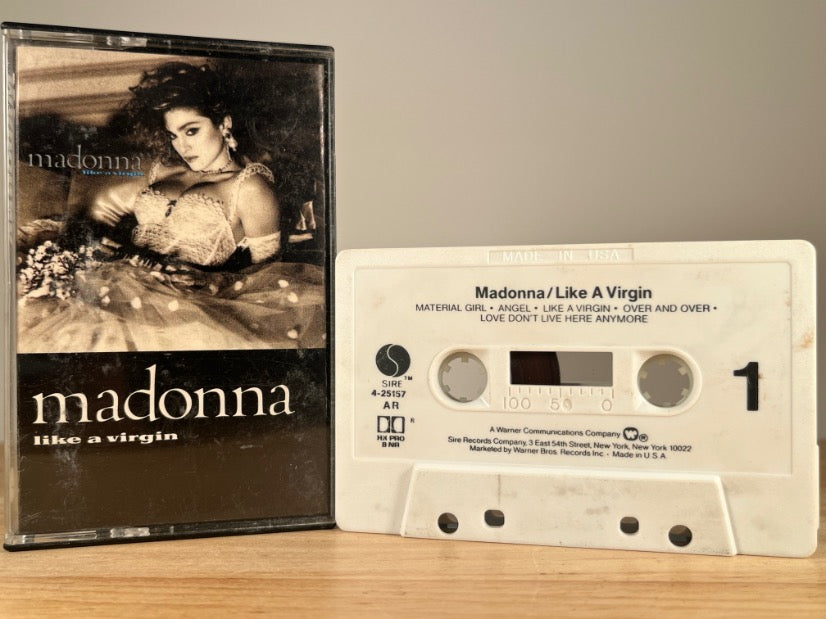 madonna
like a virgin
madonna
like a virgin
MADE IN USA
Madonna/Like A Virgin
MATERIAL GIRL • ANGEL • LIKE A VIRGIN • OVER AND OVER •
LOVE DON'T LIVE HERE ANYMORE
SIRE™
4-25157
AR
HX PRO
B NR
1
100 50 0
A Warner Communications Company ®
Sire Records Company, 3 East 54th Street, New York, New York 10022
Marketed by Warner Bros. Records Inc. • Made in U.S.A.